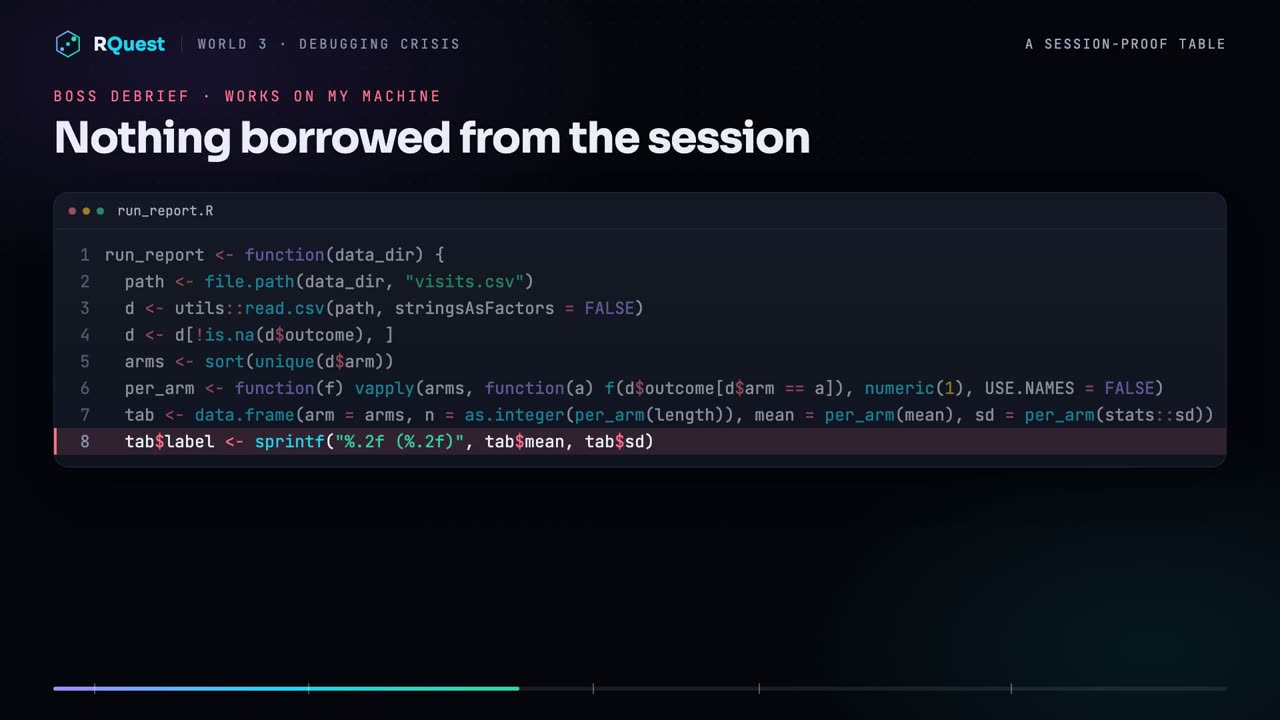 RQuest WORLD 3 · DEBUGGING CRISIS A SESSION-PROOF TABLE
BOSS DEBRIEF · WORKS ON MY MACHINE
Nothing borrowed from the session
run_report.R
1 run_report <- function(data_dir) {
2   path <- file.path(data_dir, "visits.csv")
3   d <- utils::read.csv(path, stringsAsFactors = FALSE)
4   d <- d[!is.na(d$outcome), ]
5   arms <- sort(unique(d$arm))
6   per_arm <- function(f) vapply(arms, function(a) f(d$outcome[d$arm == a]), numeric(1), USE.NAMES = FALSE)
7   tab <- data.frame(arm = arms, n = as.integer(per_arm(length)), mean = per_arm(mean), sd = per_arm(stats::sd))
8   tab$label <- sprintf("%.2f (%.2f)", tab$mean, tab$sd)